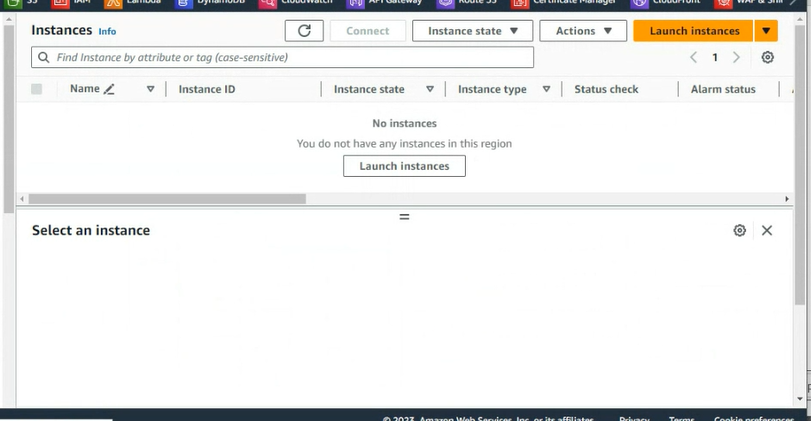 S3 IAM Lambda DynamoDB CloudWatch API Gateway Route 53 Certificate Manager CloudFront WAF & Shi
Instances Info Connect Instance state Actions Launch instances
Find Instance by attribute or tag (case-sensitive) 1
Name Instance ID Instance state Instance type Status check Alarm status
No instances
You do not have any instances in this region
Launch instances
Select an instance
© 2023, Amazon Web Services, Inc. or its affiliates. Privacy Terms Cookie preferences